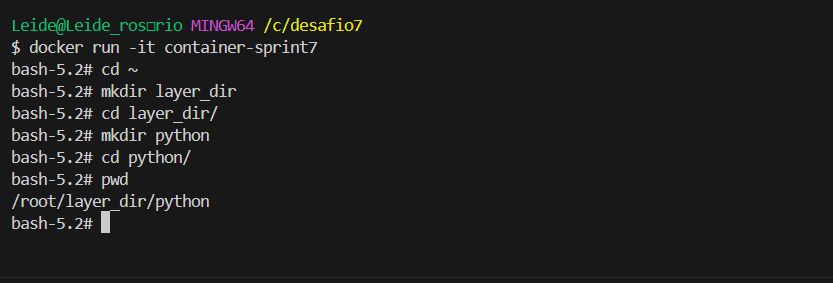 Leide@Leide_ros□rio MINGW64 /c/desafio7
$ docker run -it container-sprint7
bash-5.2# cd ~
bash-5.2# mkdir layer_dir
bash-5.2# cd layer_dir/
bash-5.2# mkdir python
bash-5.2# cd python/
bash-5.2# pwd
/root/layer_dir/python
bash-5.2#